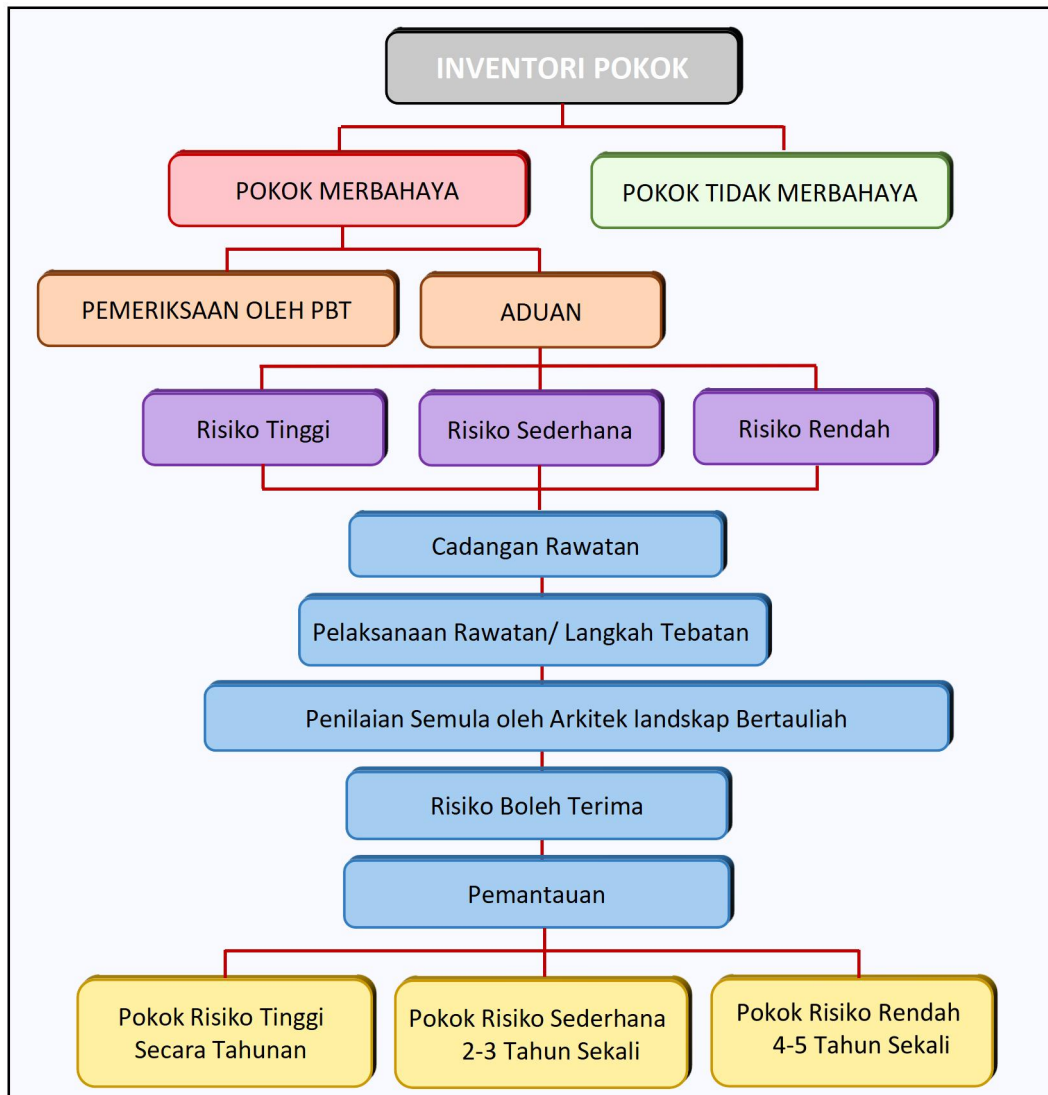 INVENTORI POKOK
POKOK MERBAHAYA
POKOK TIDAK MERBAHAYA
PEMERIKSAAN OLEH PBT
ADUAN
Risiko Tinggi
Risiko Sederhana
Risiko Rendah
Cadangan Rawatan
Pelaksanaan Rawatan/ Langkah Tebatan
Penilaian Semula oleh Arkitek landskap Bertauliah
Risiko Boleh Terima
Pemantauan
Pokok Risiko Tinggi
Secara Tahunan
Pokok Risiko Sederhana
2-3 Tahun Sekali
Pokok Risiko Rendah
4-5 Tahun Sekali